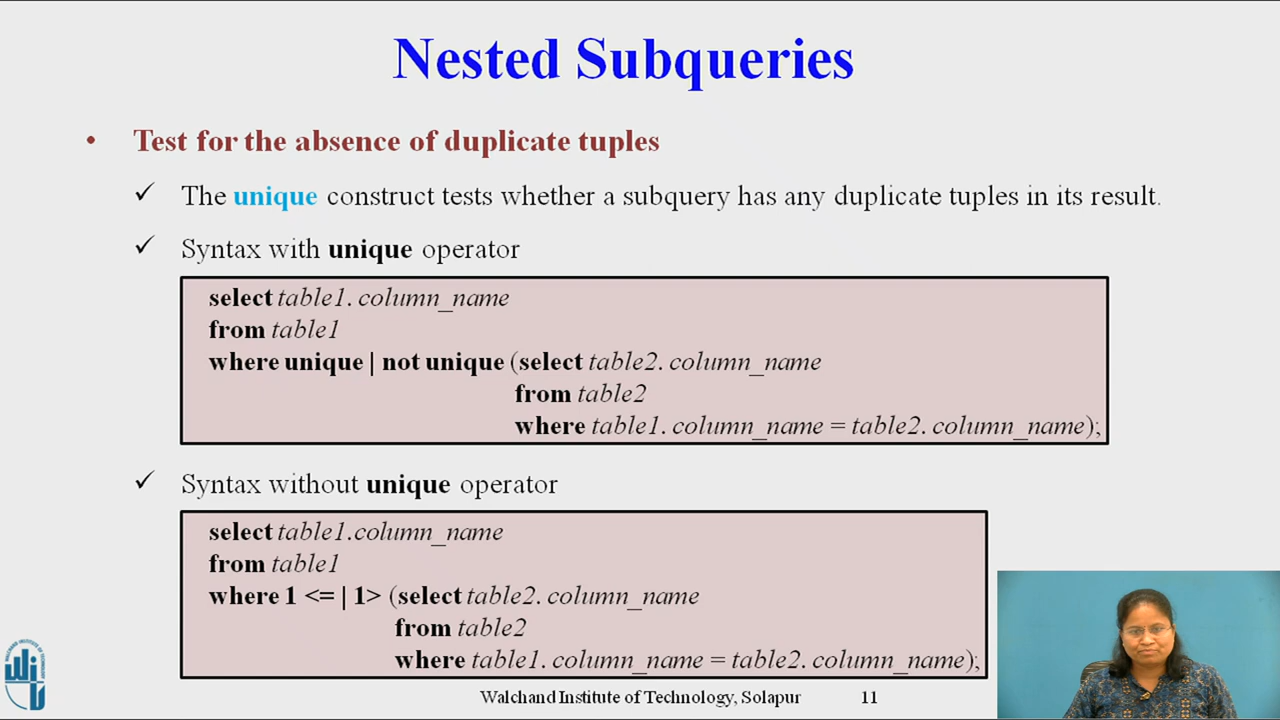 Nested Subqueries
• Test for the absence of duplicate tuples
✓ The unique construct tests whether a subquery has any duplicate tuples in its result.
✓ Syntax with unique operator
select table1. column_name
from table1
where unique | not unique (select table2. column_name
from table2
where table1. column_name = table2. column_name);
✓ Syntax without unique operator
select table1.column_name
from table1
where 1 <= | 1> (select table2. column_name
from table2
where table1. column_name = table2. column_name);
Walchand Institute of Technology, Solapur 11